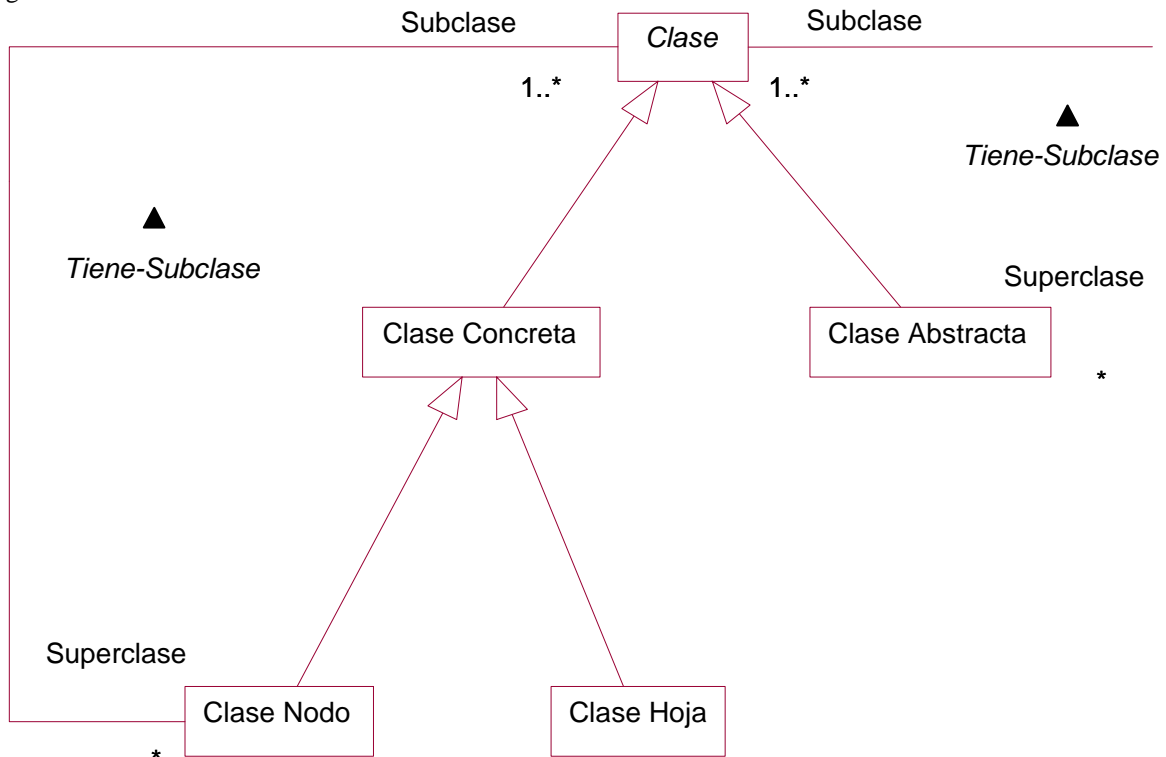 Subclase
Clase
Subclase
1..*
1..*
▲
Tiene-Subclase
▲
Tiene-Subclase
Superclase
Clase Concreta
Clase Abstracta
*
Superclase
Clase Nodo
Clase Hoja
*